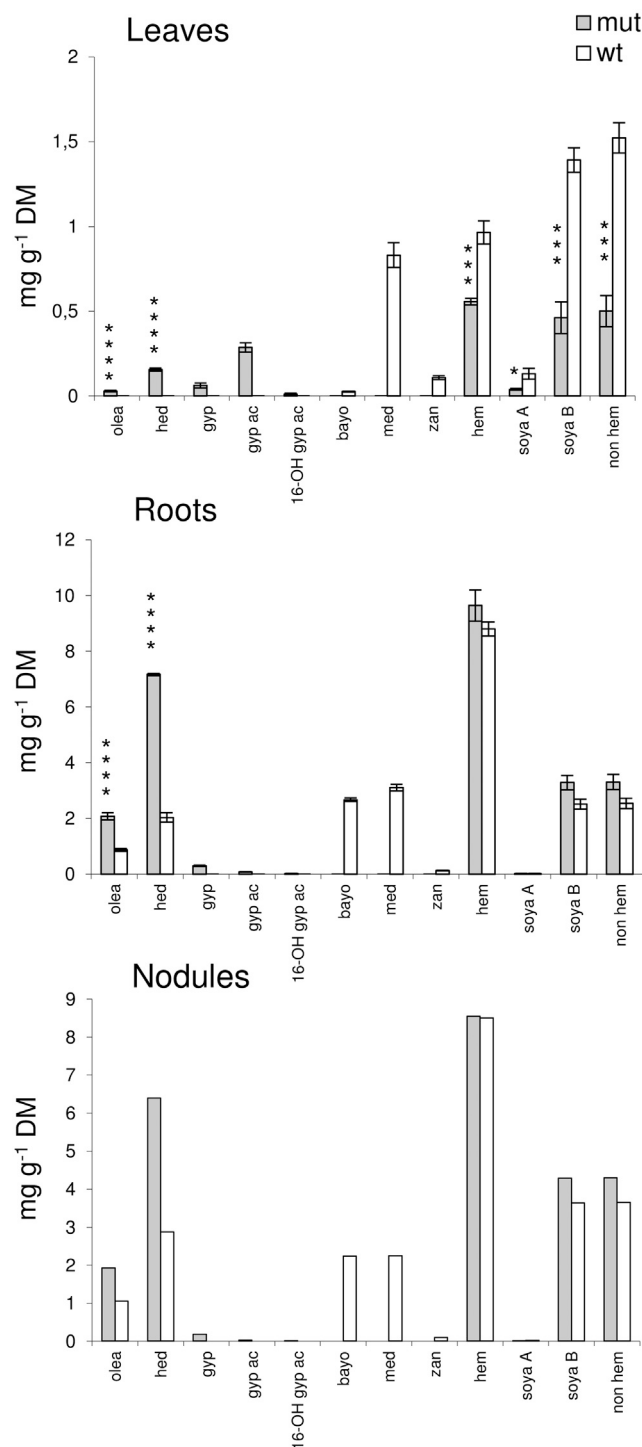 Leaves
mut
wt
2
1,5
1
0,5
0
mg g⁻¹ DM
****
****
***
*
***
***
olea
hed
gyp
gyp ac
16-OH gyp ac
bayo
med
zan
hem
soya A
soya B
non hem
Roots
12
10
8
6
4
2
0
mg g⁻¹ DM
****
****
olea
hed
gyp
gyp ac
16-OH gyp ac
bayo
med
zan
hem
soya A
soya B
non hem
Nodules
9
8
7
6
5
4
3
2
1
0
mg g⁻¹ DM
olea
hed
gyp
gyp ac
16-OH gyp ac
bayo
med
zan
hem
soya A
soya B
non hem